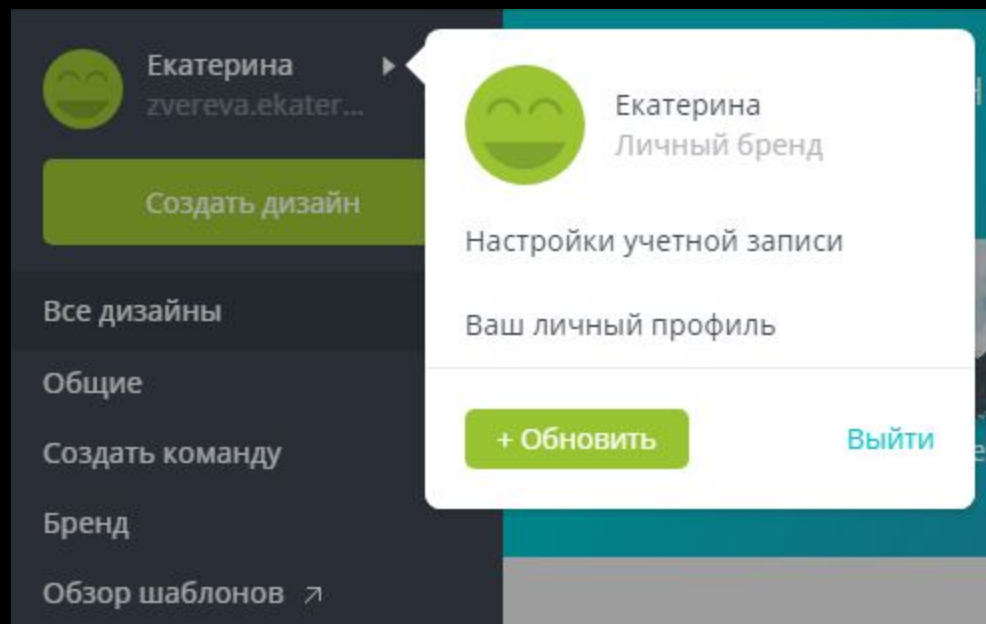 Екатерина
zvereva.ekater...
Создать дизайн
Все дизайны
Общие
Создать команду
Бренд
Обзор шаблонов ↗
Екатерина
Личный бренд
Настройки учетной записи
Ваш личный профиль
+ Обновить
Выйти